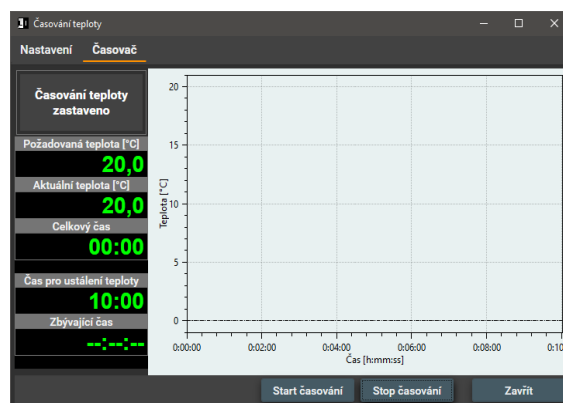 Časování teploty
Nastavení Časovač
Časování teploty
zastaveno
Požadovaná teplota [°C]
20,0
Aktuální teplota [°C]
20,0
Celkový čas
00:00
Čas pro ustálení teploty
10:00
Zbývající čas
--:--:--
Teplota [°C]
20
15
10
5
0
0:00:00 0:02:00 0:04:00 0:06:00 0:08:00 0:10
Čas [h:mm:ss]
Start časování Stop časování Zavřít